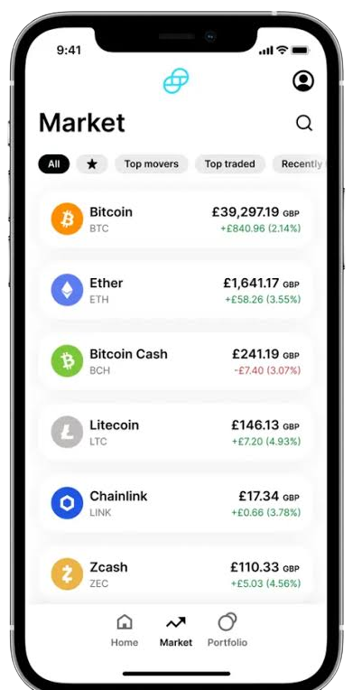 9:41
Market
All ★ Top movers Top traded Recently
Bitcoin £39,297.19 GBP
BTC +£840.96 (2.14%)
Ether £1,641.17 GBP
ETH +£58.26 (3.55%)
Bitcoin Cash £241.19 GBP
BCH -£7.40 (3.07%)
Litecoin £146.13 GBP
LTC +£7.20 (4.93%)
Chainlink £17.34 GBP
LINK +£0.66 (3.78%)
Zcash £110.33 GBP
ZEC +£5.03 (4.56%)
Home Market Portfolio